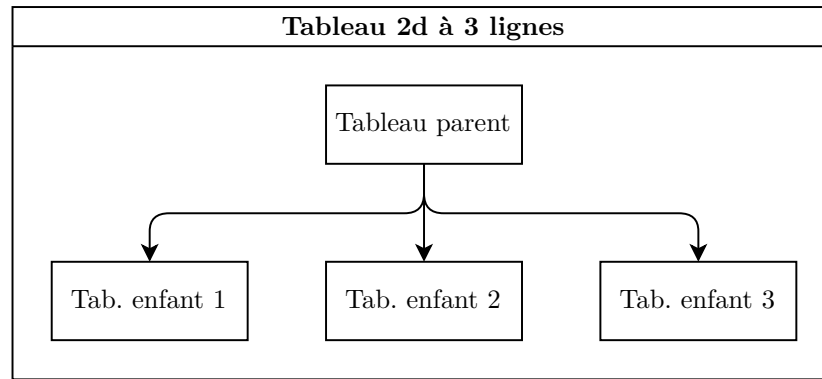 Tableau 2d à 3 lignes
Tableau parent
Tab. enfant 1
Tab. enfant 2
Tab. enfant 3